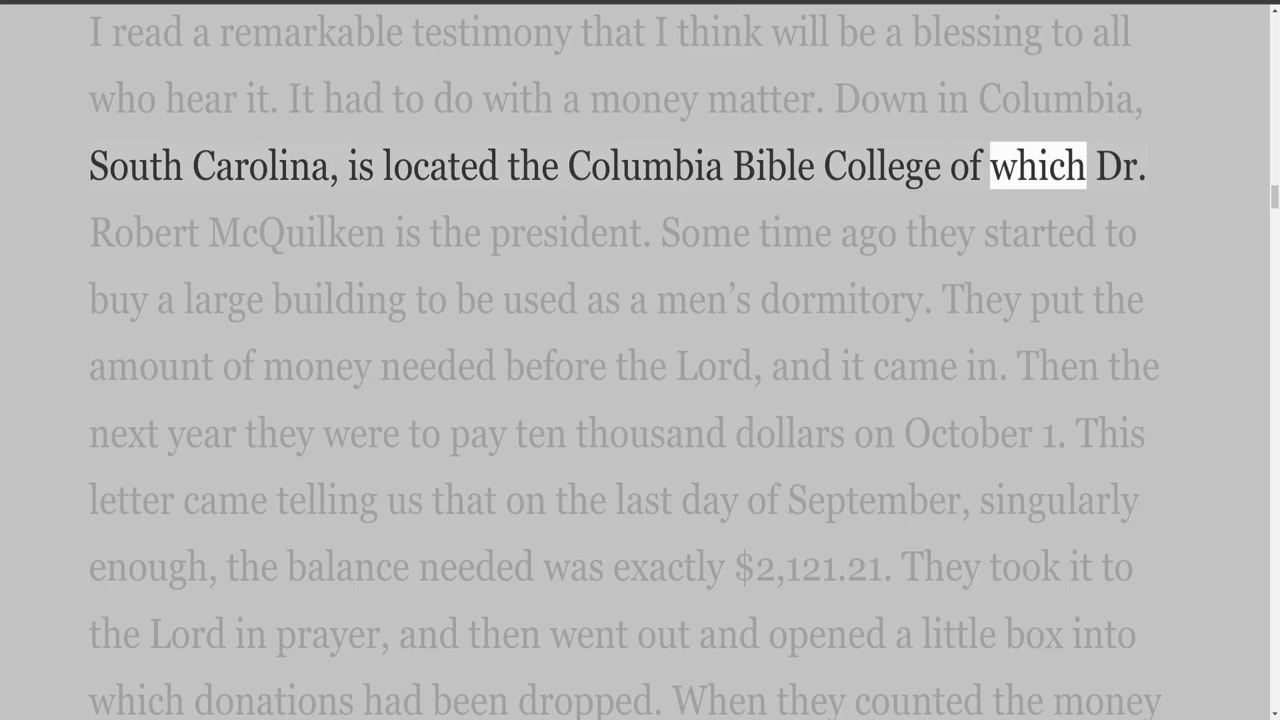 I read a remarkable testimony that I think will be a blessing to all
who hear it. It had to do with a money matter. Down in Columbia,
South Carolina, is located the Columbia Bible College of which Dr.
Robert McQuilken is the president. Some time ago they started to
buy a large building to be used as a men’s dormitory. They put the
amount of money needed before the Lord, and it came in. Then the
next year they were to pay ten thousand dollars on October 1. This
letter came telling us that on the last day of September, singularly
enough, the balance needed was exactly $2,121.21. They took it to
the Lord in prayer, and then went out and opened a little box into
which donations had been dropped. When they counted the money